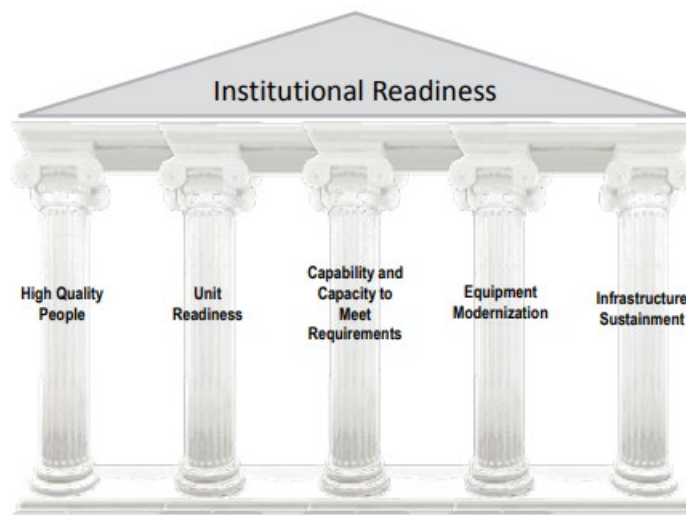 Institutional Readiness
High Quality
People
Unit
Readiness
Capability and
Capacity to
Meet
Requirements
Equipment
Modernization
Infrastructure
Sustainment